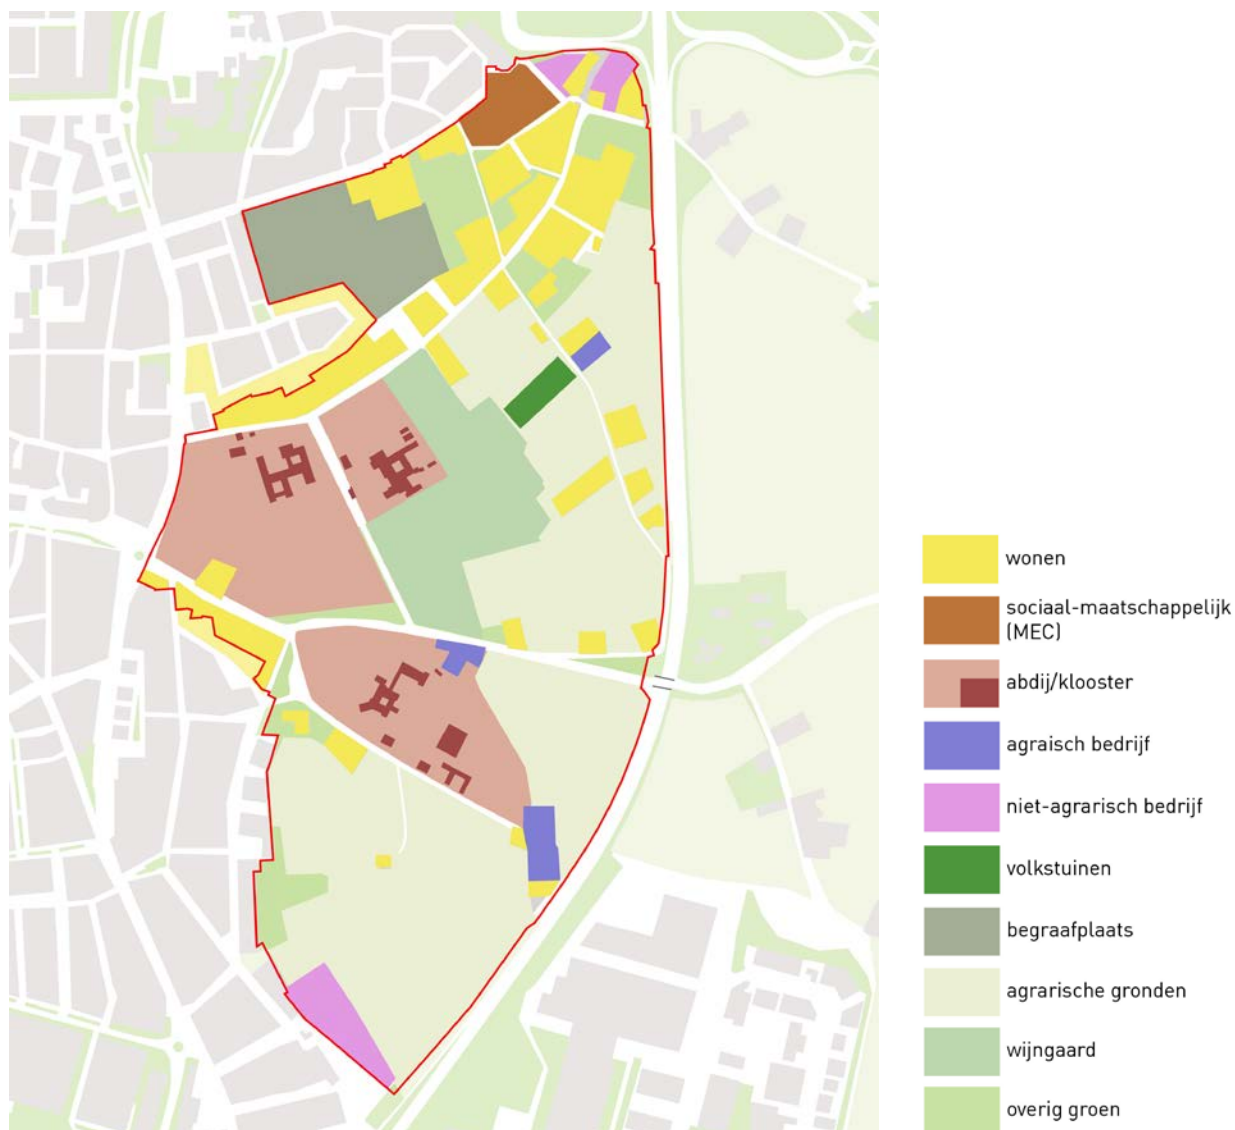 wonen
sociaal-maatschappelijk
(MEC)
abdij/klooster
agraisch bedrijf
niet-agrarisch bedrijf
volkstuinen
begraafplaats
agrarische gronden
wijngaard
overig groen